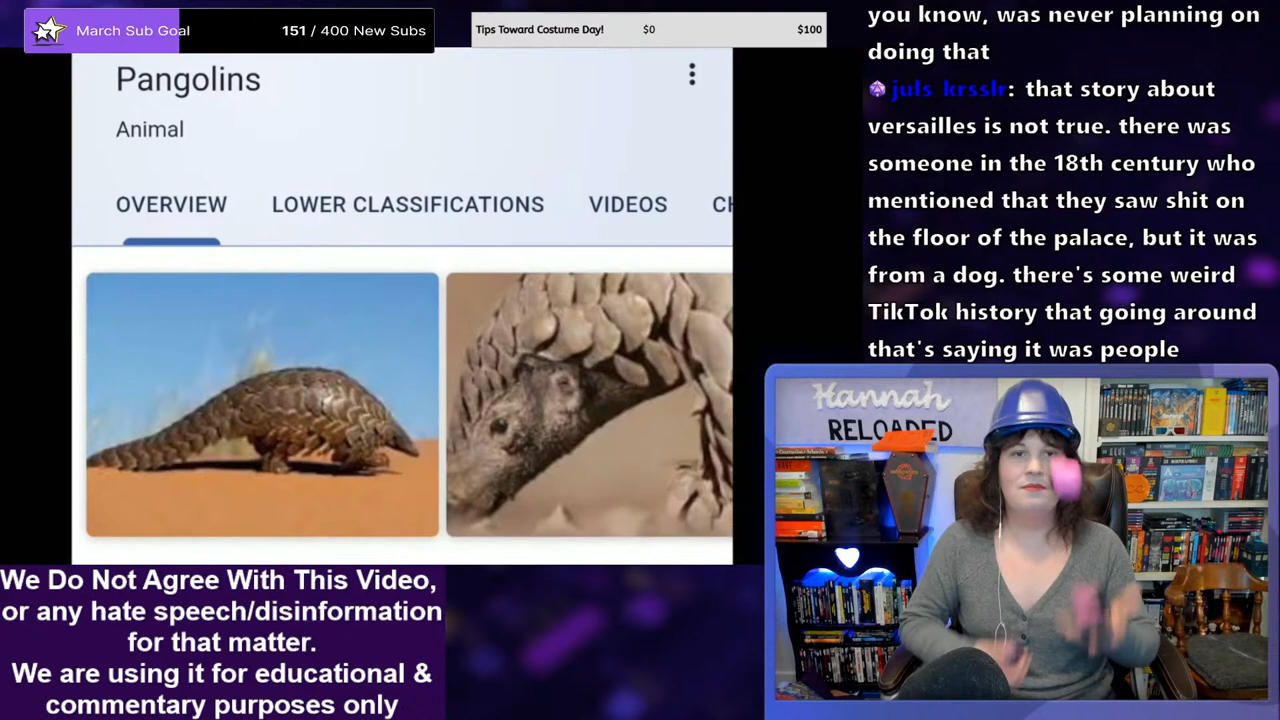 March Sub Goal
151 / 400 New Subs
Tips Toward Costume Day!
$0
$100
Pangolins
Animal
OVERVIEW
LOWER CLASSIFICATIONS
VIDEOS
CH
We Do Not Agree With This Video,
or any hate speech/disinformation
for that matter.
We are using it for educational &
commentary purposes only
you know, was never planning on
doing that
juls_krsslr: that story about
versailles is not true. there was
someone in the 18th century who
mentioned that they saw shit on
the floor of the palace, but it was
from a dog. there's some weird
TikTok history that going around
that's saying it was people
Hannah
RELOADED